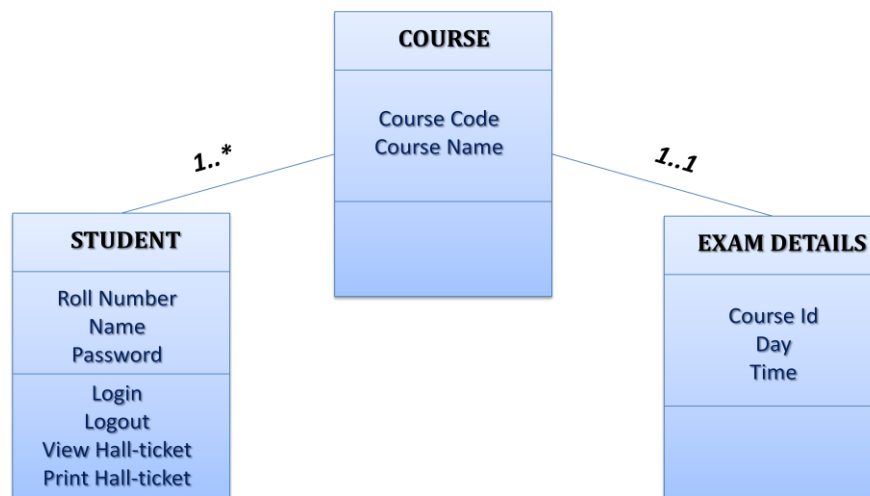 COURSE
Course Code
Course Name
1..*
1..1
STUDENT
Roll Number
Name
Password
Login
Logout
View Hall-ticket
Print Hall-ticket
EXAM DETAILS
Course Id
Day
Time